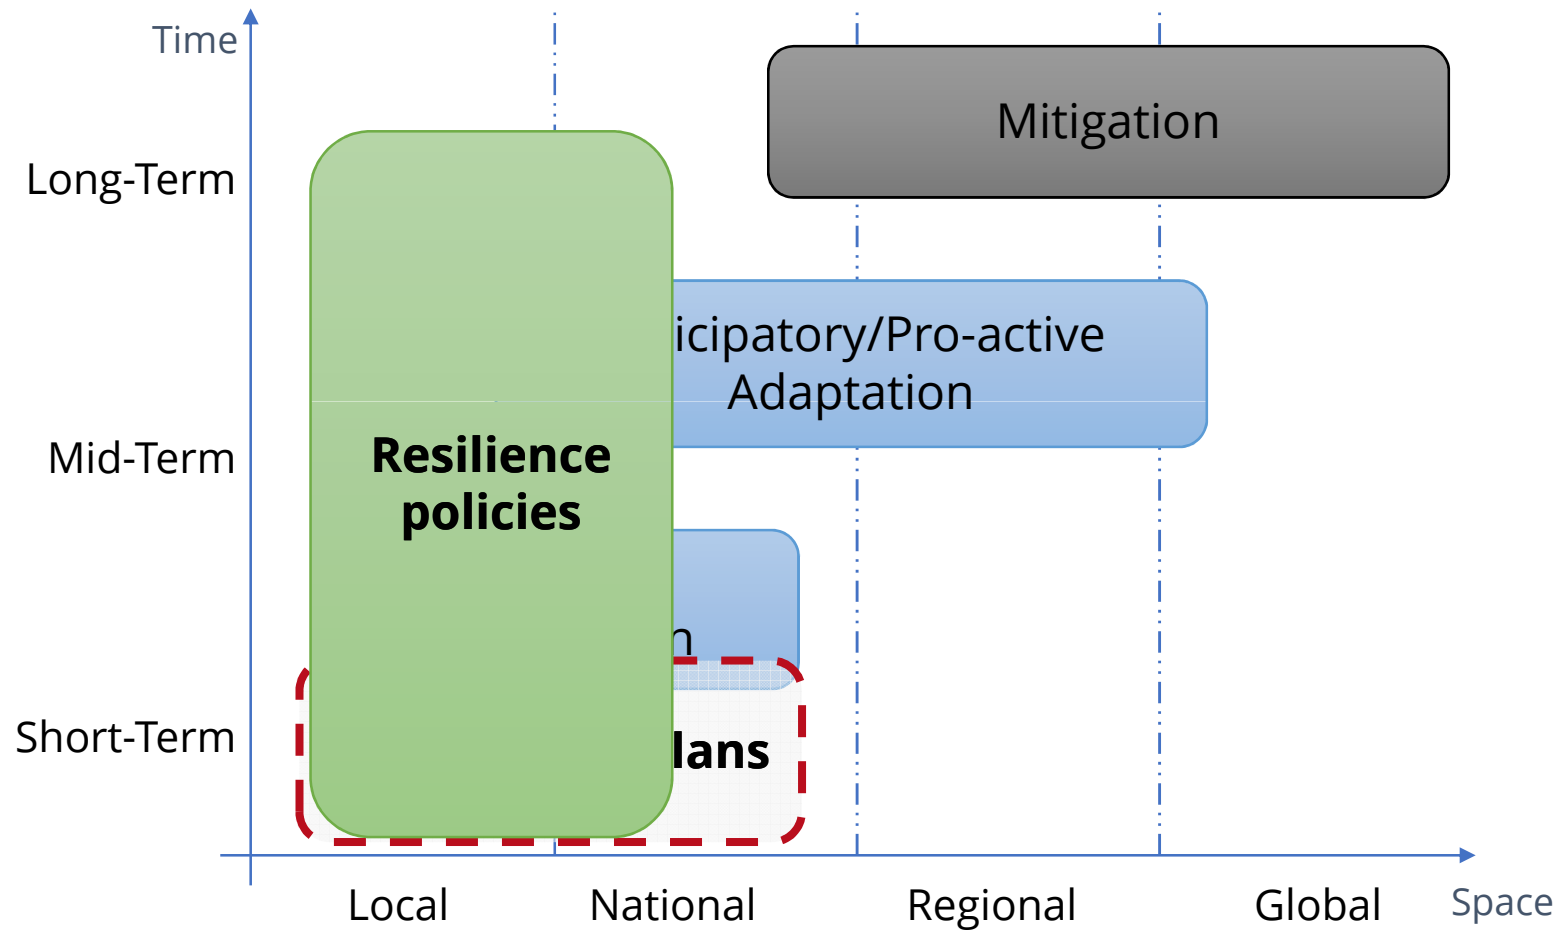 Time
Mitigation
Long-Term
icipatory/Pro-active
Adaptation
Mid-Term
Resilience
policies
n
Short-Term
lans
Local
National
Regional
Global
Space